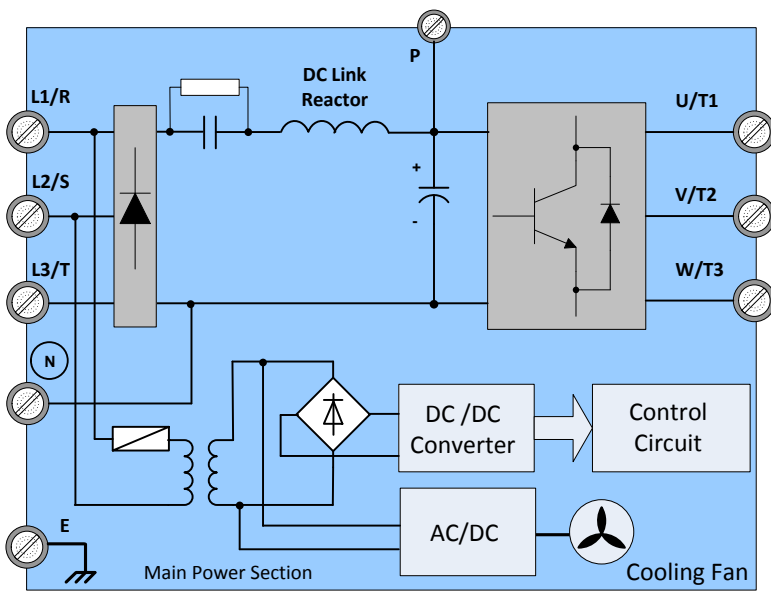 P
L1/R
DC Link
Reactor
U/T1
L2/S
+
-
V/T2
L3/T
W/T3
N
DC /DC
Converter
Control
Circuit
E
AC/DC
Main Power Section
Cooling Fan